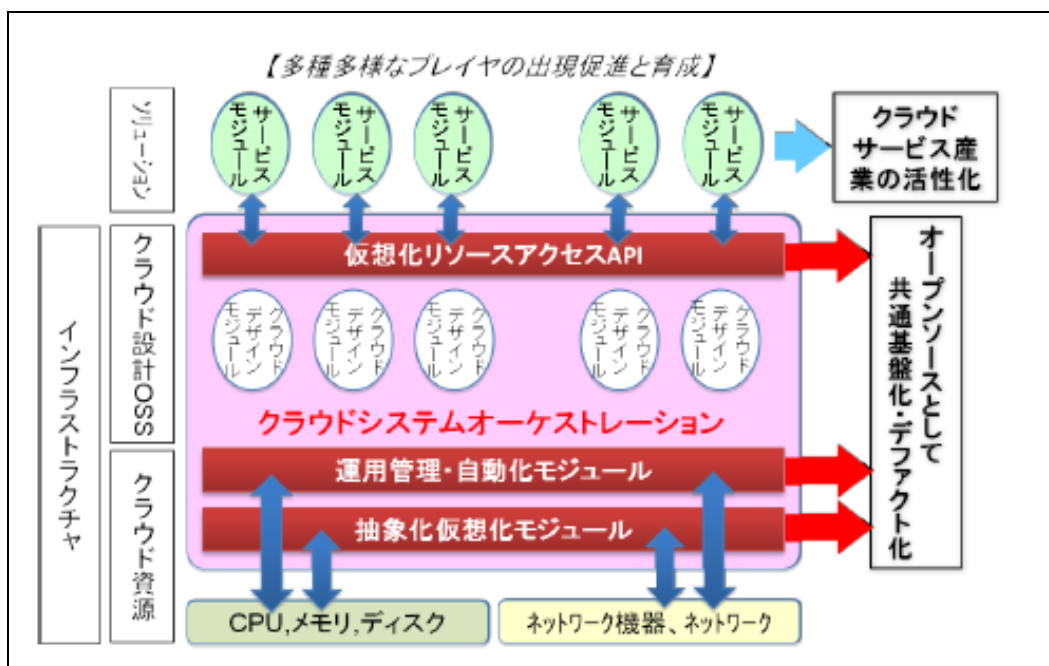 【多種多様なプレイヤの出現促進と育成】
ソリューション
サービス
モジュール
サービス
モジュール
サービス
モジュール
サービス
モジュール
サービス
モジュール
クラウド
サービス産
業の活性化
インフラストラクチャ
クラウド設計OSS
仮想化リソースアクセスAPI
クラウド
デザイン
モジュール
クラウド
デザイン
モジュール
クラウド
デザイン
モジュール
クラウド
デザイン
モジュール
クラウド
デザイン
モジュール
クラウドシステムオーケストレーション
オープンソースとして
共通基盤化・デファクト化
クラウド資源
運用管理・自動化モジュール
抽象化仮想化モジュール
CPU,メモリ,ディスク
ネットワーク機器、ネットワーク